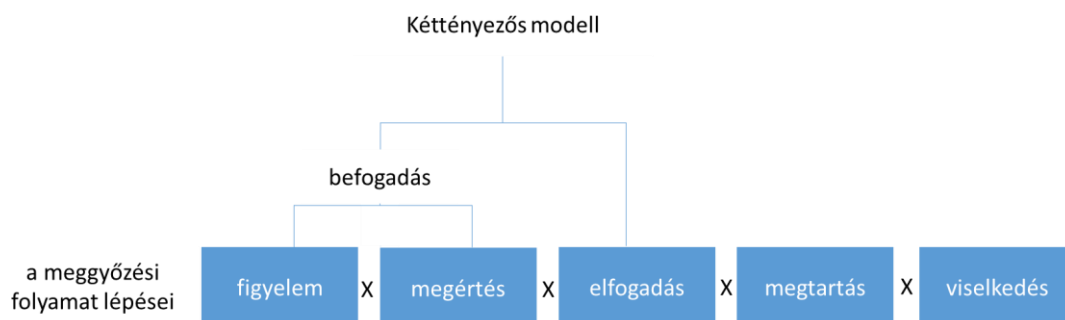 Kéttényezős modell
befogadás
a meggyőzési
folyamat lépései
figyelem X megértés X elfogadás X megtartás X viselkedés